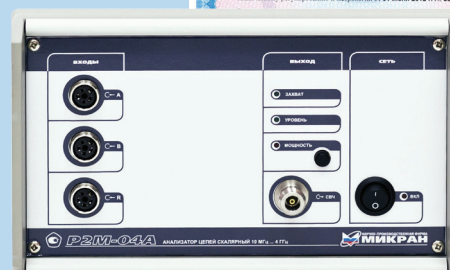 ВХОДЫ
ВЫХОД
СЕТЬ
A
B
R
ЗАХВАТ
УРОВЕНЬ
МОЩНОСТЬ
СВЧ
ВКЛ
Р2М-04А АНАЛИЗАТОР ЦЕПЕЙ СКАЛЯРНЫЙ 10 МГц ... 4 ГГц
НАУЧНО-ПРОИЗВОДСТВЕННАЯ ФИРМА
МИКРАН